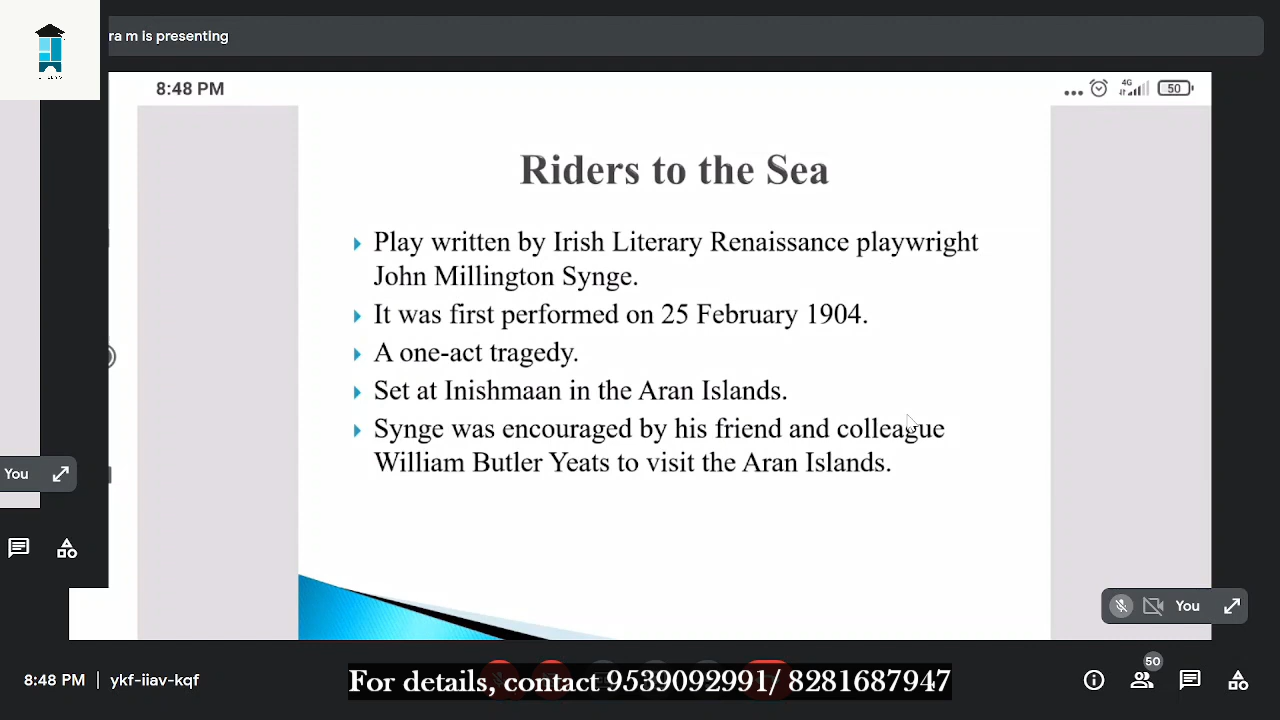 ra m is presenting
8:48 PM
4G
50
Riders to the Sea
Play written by Irish Literary Renaissance playwright
John Millington Synge.
It was first performed on 25 February 1904.
A one-act tragedy.
Set at Inishmaan in the Aran Islands.
Synge was encouraged by his friend and colleague
William Butler Yeats to visit the Aran Islands.
You
You
50
8:48 PM | ykf-iiav-kqf
For details, contact 9539092991/ 8281687947